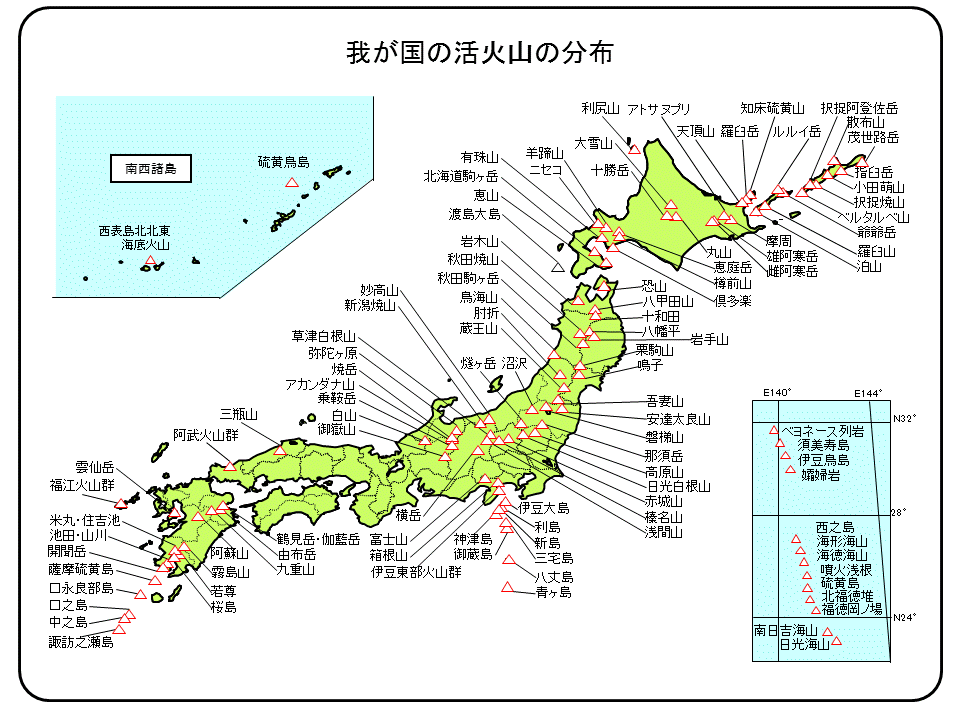 我が国の活火山の分布
南西諸島
硫黄鳥島
西表島北北東
海底火山
利尻山
アトサヌプリ
知床硫黄山
択捉阿登佐岳
散布山
茂世路岳
天頂山
羅臼岳
ルルイ岳
大雪山
十勝岳
羊蹄山
ニセコ
有珠山
北海道駒ヶ岳
恵山
渡島大島
岩木山
秋田焼山
秋田駒ヶ岳
鳥海山
肘折
蔵王山
指臼岳
小田萌山
択捉焼山
ベルタルベ山
爺爺岳
羅臼山
泊山
摩周
雄阿寒岳
雌阿寒岳
丸山
恵庭岳
樽前山
倶多楽
恐山
八甲田山
十和田
八幡平
岩手山
栗駒山
鳴子
妙高山
新潟焼山
草津白根山
弥陀ヶ原
焼岳
アカンダナ山
乗鞍岳
白山
御嶽山
燧ヶ岳
沼沢
吾妻山
安達太良山
磐梯山
那須岳
高原山
日光白根山
赤城山
榛名山
浅間山
三瓶山
阿武火山群
雲仙岳
福江火山群
米丸・住吉池
池田・山川
開聞岳
薩摩硫黄島
口永良部島
口之島
中之島
諏訪之瀬島
阿蘇山
霧島山
若尊
桜島
鶴見岳・伽藍岳
由布岳
九重山
横岳
富士山
箱根山
伊豆東部火山群
伊豆大島
利島
新島
神津島
御蔵島
三宅島
八丈島
青ヶ島
E140°
E144°
N32°
ベヨネース列岩
須美寿島
伊豆鳥島
孀婦岩
28°
西之島
海形海山
海徳海山
噴火浅根
硫黄島
北福徳堆
福徳岡ノ場
N24°
南日吉海山
日光海山